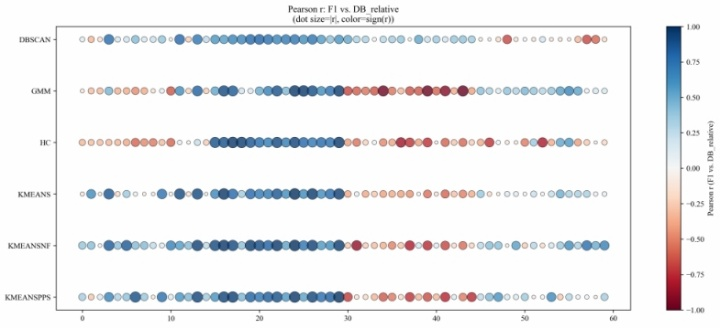 Pearson r: F1 vs. DB_relative
(dot size=|r|, color=sign(r))
DBSCAN
GMM
HC
KMEANS
KMEANSNF
KMEANSPPS
0 10 20 30 40 50 60
1.00
0.75
0.50
0.25
0.00
−0.25
−0.50
−0.75
−1.00
Pearson r (F1 vs. DB_relative)